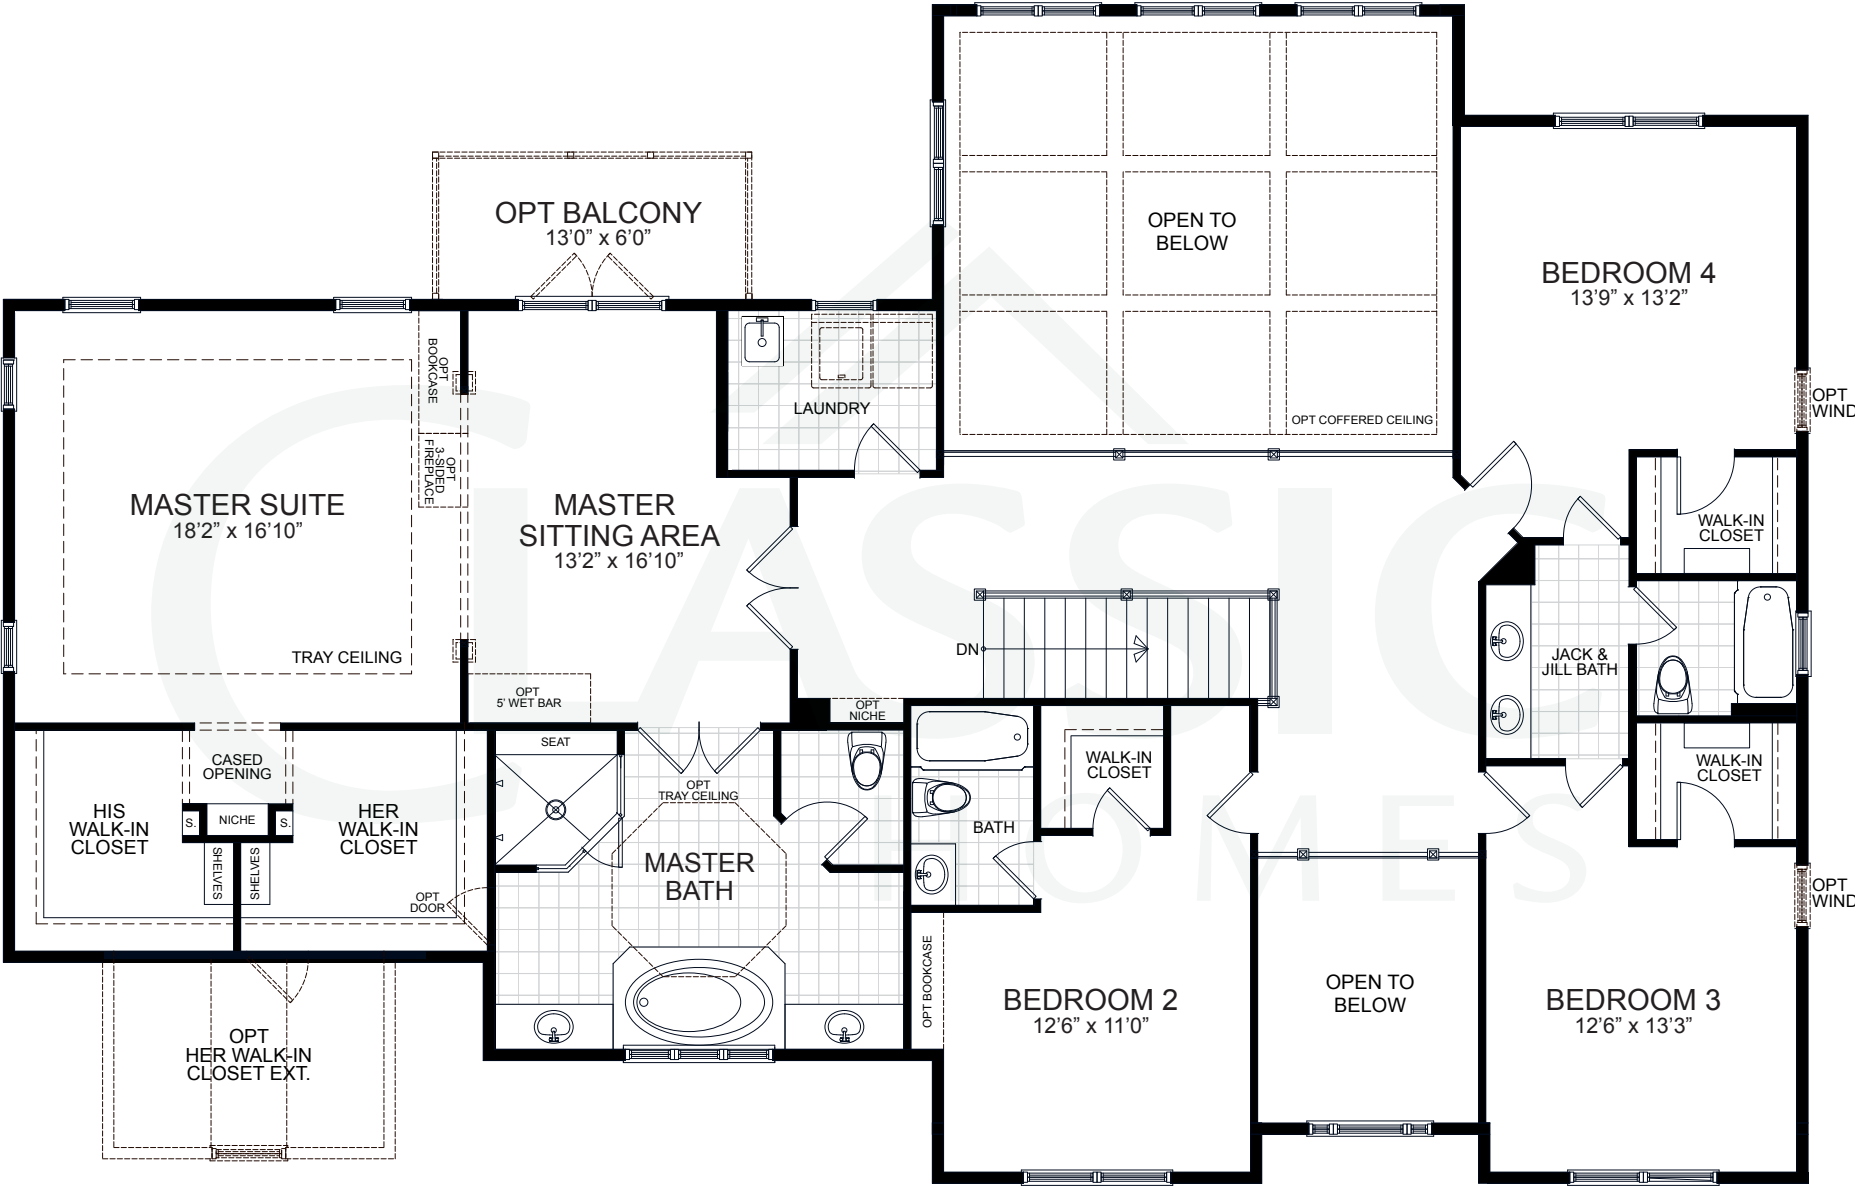 OPT BALCONY
13'0" x 6'0"
OPEN TO
BELOW
OPT COFFERED CEILING
BEDROOM 4
13'9" x 13'2"
OPT
WIND
OPT
BOOKCASE
OPT
3-SIDED
FIREPLACE
LAUNDRY
MASTER SUITE
18'2" x 16'10"
TRAY CEILING
MASTER
SITTING AREA
13'2" x 16'10"
OPT
5' WET BAR
WALK-IN
CLOSET
DN
JACK &
JILL BATH
OPT
NICHE
CASED
OPENING
HIS
WALK-IN
CLOSET
S.
NICHE
S.
HER
WALK-IN
CLOSET
SHELVES
SHELVES
OPT
DOOR
SEAT
OPT
TRAY CEILING
MASTER
BATH
BATH
WALK-IN
CLOSET
WALK-IN
CLOSET
OPT
WIND
OPT BOOKCASE
BEDROOM 2
12'6" x 11'0"
OPEN TO
BELOW
BEDROOM 3
12'6" x 13'3"
OPT
HER WALK-IN
CLOSET EXT.
CLASSIC
HOMES